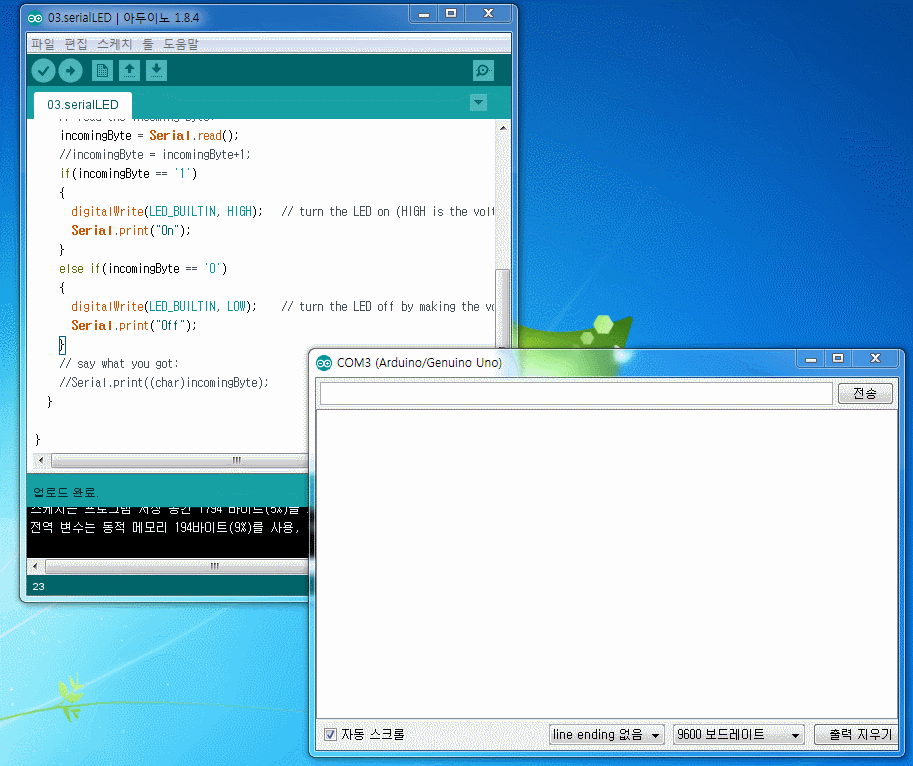 03.serialLED | 아두이노 1.8.4
파일 편집 스케치 툴 도움말
03.serialLED
// read the incoming byte:
incomingByte = Serial.read();
//incomingByte = incomingByte+1;
if(incomingByte == '1')
{
digitalWrite(LED_BUILTIN, HIGH);   // turn the LED on (HIGH is the volt
Serial.print("On");
}
else if(incomingByte == '0')
{
digitalWrite(LED_BUILTIN, LOW);    // turn the LED off by making the vo
Serial.print("Off");
}
// say what you got:
//Serial.print((char)incomingByte);
}
}
업로드 완료.
스케치는 프로그램 저장 공간 1794 바이트(5%)를
전역 변수는 동적 메모리 194바이트(9%)를 사용,
23
COM3 (Arduino/Genuino Uno)
전송
자동 스크롤
line ending 없음
9600 보드레이트
출력 지우기